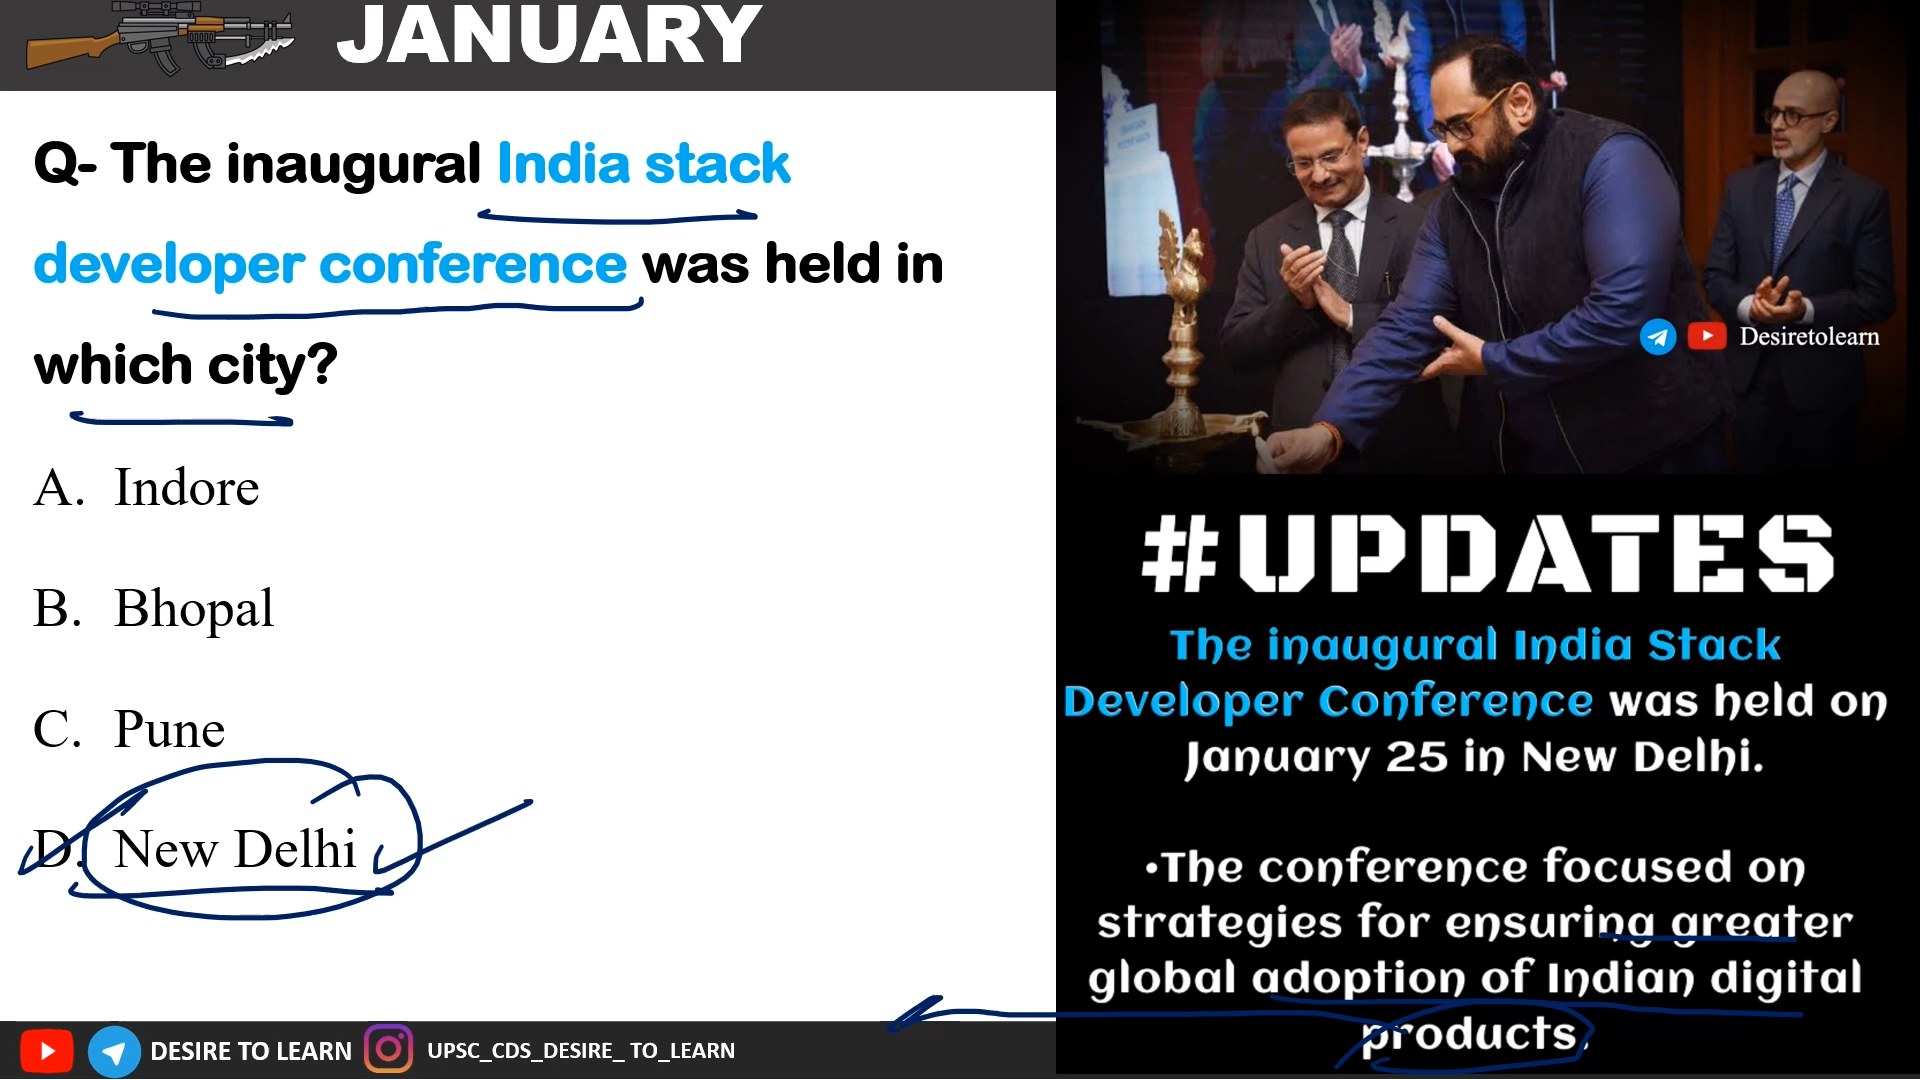 JANUARY
Q- The inaugural India stack
developer conference was held in
which city?
A. Indore
B. Bhopal
C. Pune
D. New Delhi
DESIRE TO LEARN
UPSC_CDS_DESIRE_ TO_LEARN
Desiretolearn
#UPDATES
The inaugural India Stack
Developer Conference was held on
January 25 in New Delhi.
•The conference focused on
strategies for ensuring greater
global adoption of Indian digital
products.